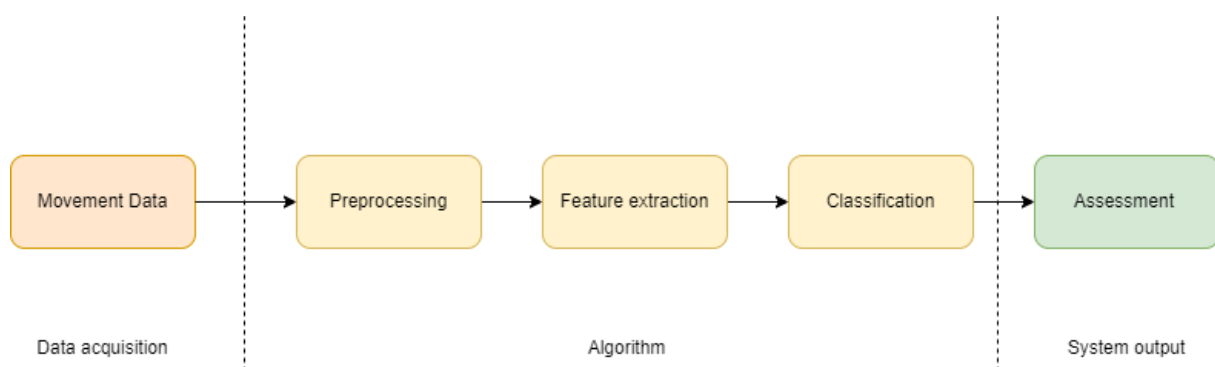 Movement Data
Preprocessing
Feature extraction
Classification
Assessment
Data acquisition
Algorithm
System output